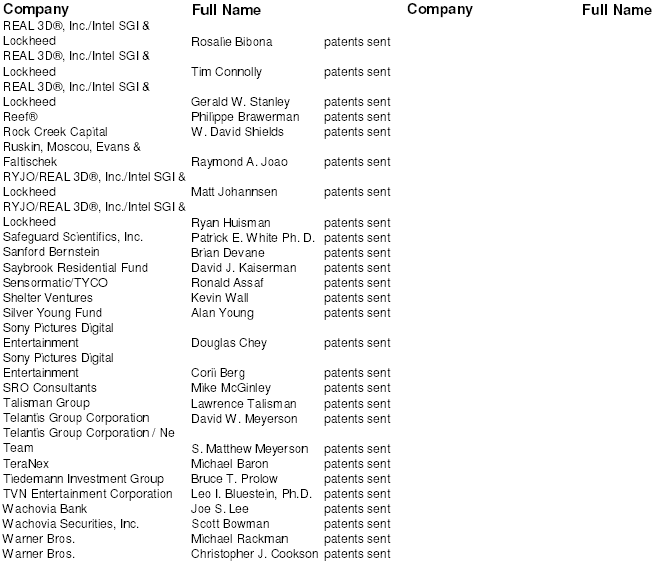 Company Full Name Company Full Name
REAL 3D®, Inc./Intel SGI &
Lockheed Rosalie Bibona patents sent
REAL 3D®, Inc./Intel SGI &
Lockheed Tim Connolly patents sent
REAL 3D®, Inc./Intel SGI &
Lockheed Gerald W. Stanley patents sent
Reef® Philippe Brawerman patents sent
Rock Creek Capital W. David Shields patents sent
Ruskin, Moscou, Evans &
Faltischek Raymond A. Joao patents sent
RYJO/REAL 3D®, Inc./Intel SGI &
Lockheed Matt Johannsen patents sent
RYJO/REAL 3D®, Inc./Intel SGI &
Lockheed Ryan Huisman patents sent
Safeguard Scientifics, Inc. Patrick E. White Ph. D. patents sent
Sanford Bernstein Brian Devane patents sent
Saybrook Residential Fund David J. Kaiserman patents sent
Sensormatic/TYCO Ronald Assaf patents sent
Shelter Ventures Kevin Wall patents sent
Silver Young Fund Alan Young patents sent
Sony Pictures Digital
Entertainment Douglas Chey patents sent
Sony Pictures Digital
Entertainment Corii Berg patents sent
SRO Consultants Mike McGinley patents sent
Talisman Group Lawrence Talisman patents sent
Telantis Group Corporation David W. Meyerson patents sent
Telantis Group Corporation / Ne
Team S. Matthew Meyerson patents sent
TeraNex Michael Baron patents sent
Tiedemann Investment Group Bruce T. Prolow patents sent
TVN Entertainment Corporation Leo I. Bluestein, Ph.D. patents sent
Wachovia Bank Joe S. Lee patents sent
Wachovia Securities, Inc. Scott Bowman patents sent
Warner Bros. Michael Rackman patents sent
Warner Bros. Christopher J. Cookson patents sent